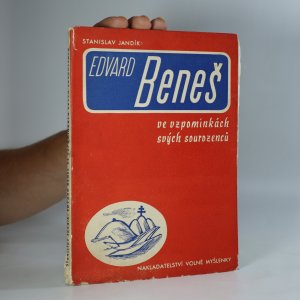 STANISLAV JANDÍK:
EDVARD
Beneš
ve vzpomínkách
svých sourozenců
NAKLADATELSTVÍ VOLNÉ MYŠLENKY